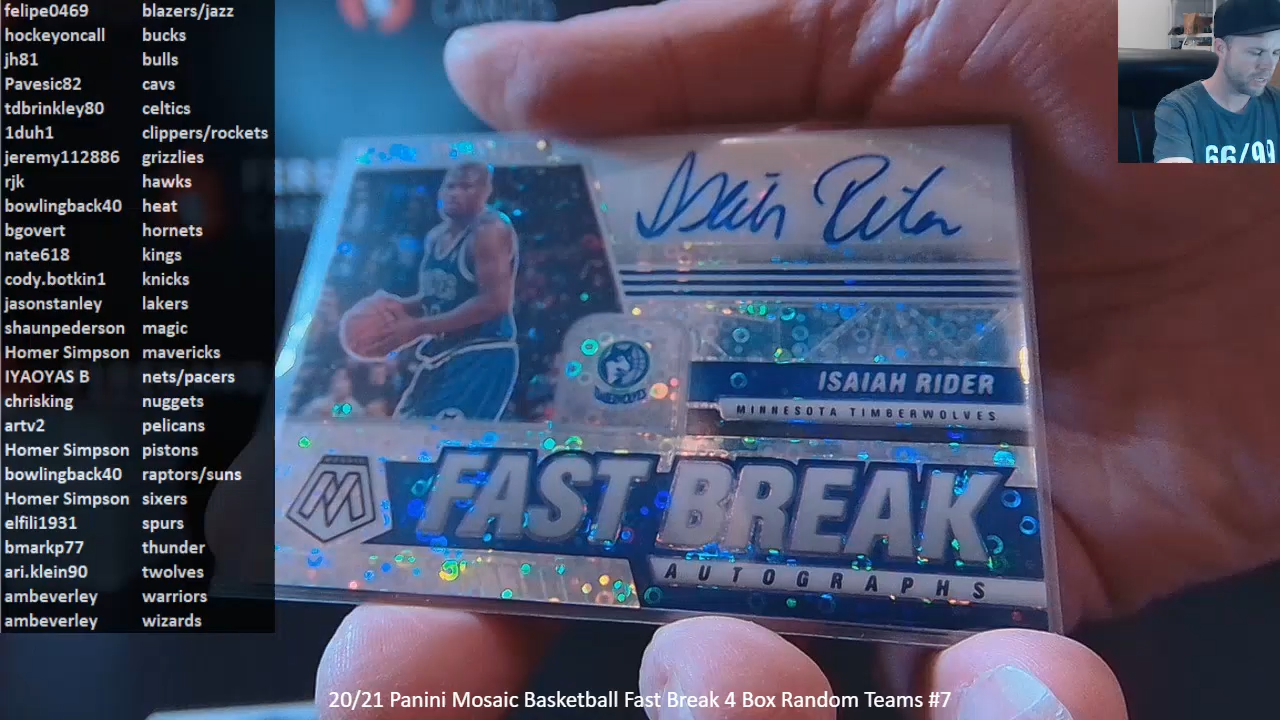 felipe0469 blazers/jazz
hockeyoncall bucks
jh81 bulls
Pavesic82 cavs
tdbrinkley80 celtics
1duh1 clippers/rockets
jeremy112886 grizzlies
rjk hawks
bowlingback40 heat
bgovert hornets
nate618 kings
cody.botkin1 knicks
jasonstanley lakers
shaunpederson magic
Homer Simpson mavericks
IYAOYAS B nets/pacers
chrisking nuggets
artv2 pelicans
Homer Simpson pistons
bowlingback40 raptors/suns
Homer Simpson sixers
elfili1931 spurs
bmarkp77 thunder
ari.klein90 twolves
ambeverley warriors
ambeverley wizards
66/99
Isaiah Rider
ISAIAH RIDER
MINNESOTA TIMBERWOLVES
MOSAIC
FAST BREAK
AUTOGRAPHS
20/21 Panini Mosaic Basketball Fast Break 4 Box Random Teams #7